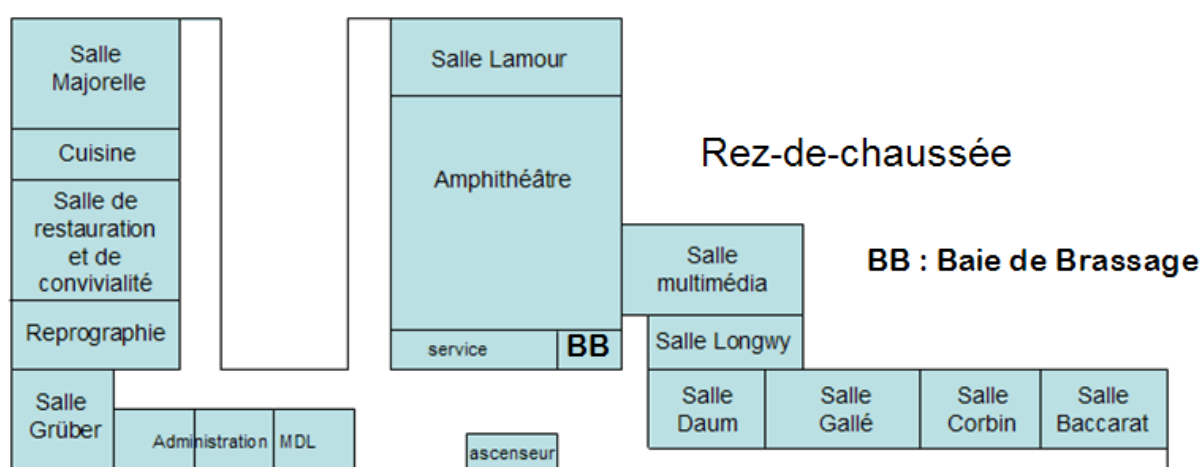 Salle
Majorelle
Salle Lamour
Cuisine
Rez-de-chaussée
Amphithéâtre
Salle de
restauration
et de
convivialité
Salle
multimédia
BB : Baie de Brassage
Reprographie
service
BB
Salle Longwy
Salle
Grüber
Administration
MDL
ascenseur
Salle
Daum
Salle
Gallé
Salle
Corbin
Salle
Baccarat